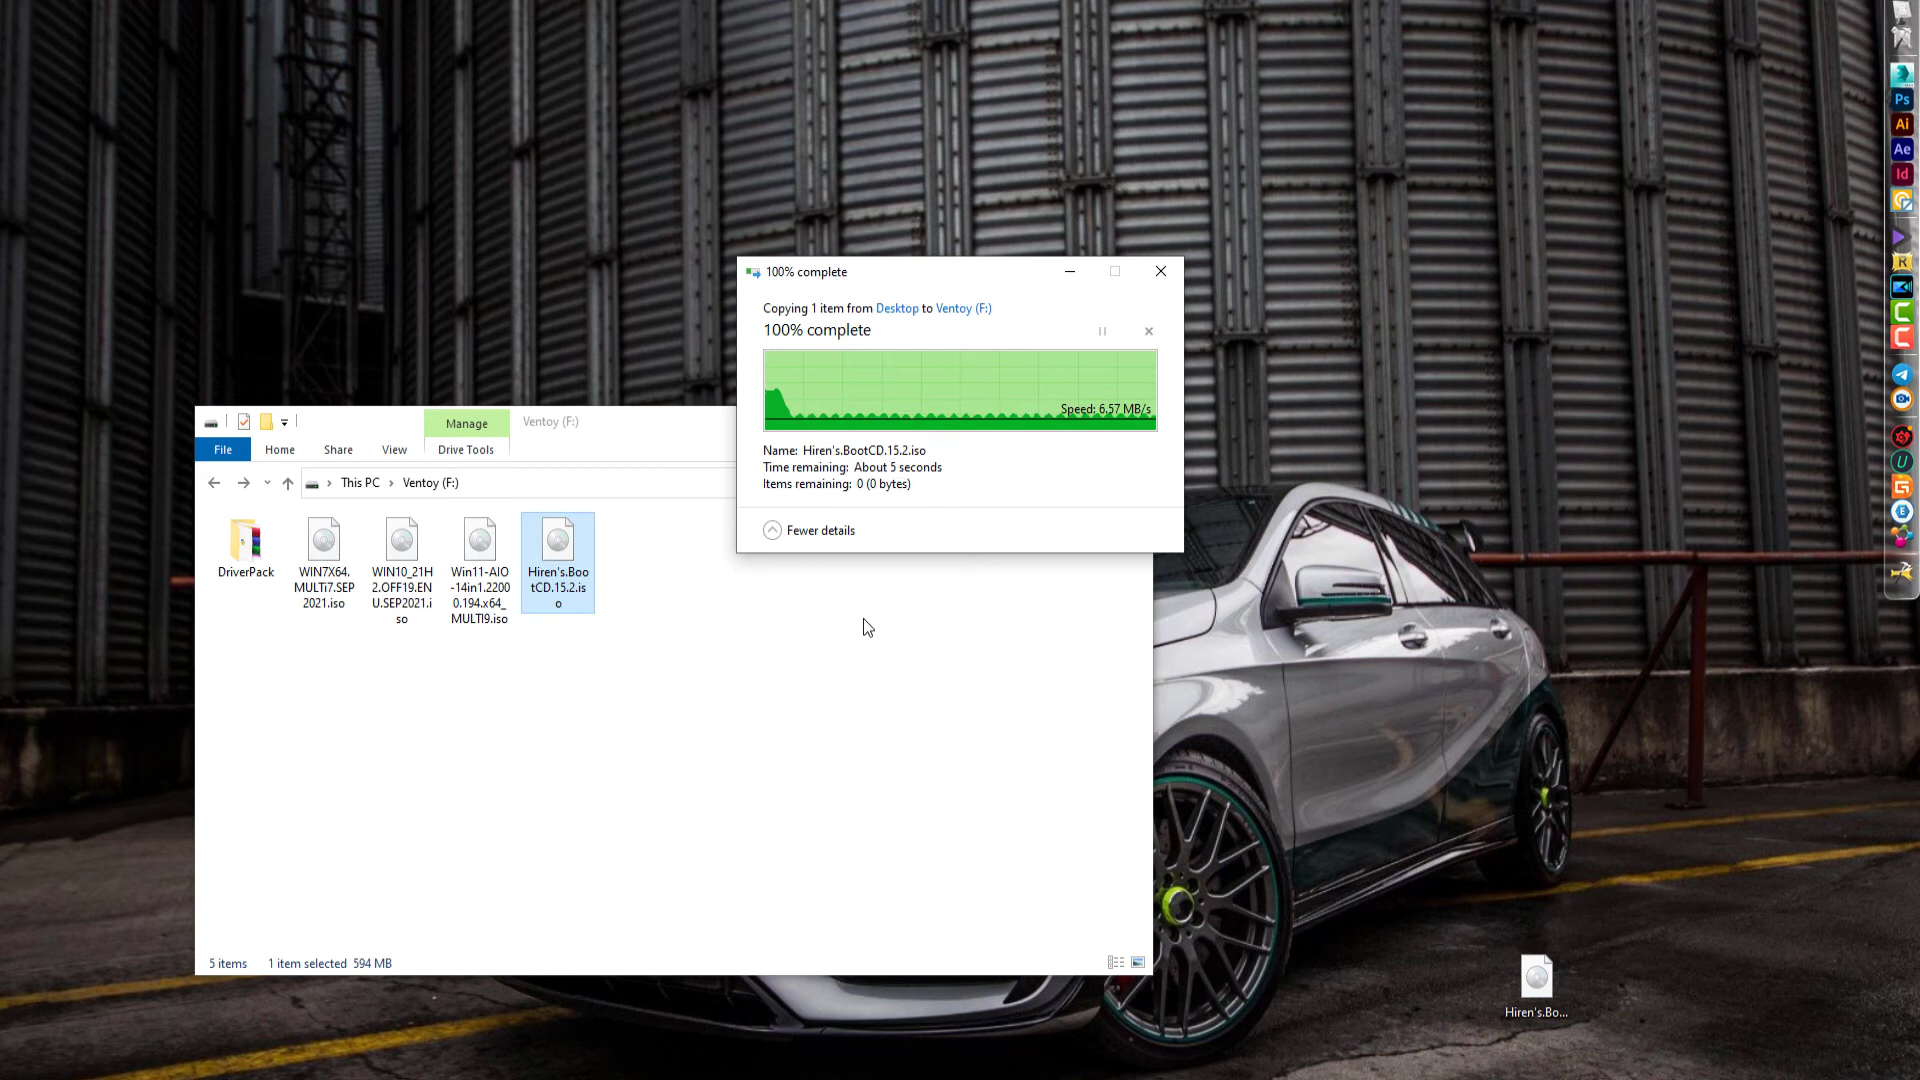 100% complete
Copying 1 item from Desktop to Ventoy (F:)
100% complete
Speed: 6.57 MB/s
Name: Hiren's.BootCD.15.2.iso
Time remaining: About 5 seconds
Items remaining: 0 (0 bytes)
Fewer details
Manage
Ventoy (F:)
File
Home
Share
View
Drive Tools
This PC
Ventoy (F:)
DriverPack
WIN7X64.
MULTi7.SEP
2021.iso
WIN10_21H
2.OFF19.EN
U.SEP2021.i
so
Win11-AIO
-14in1.2200
0.194.x64_
MULTI9.iso
Hiren's.Boo
tCD.15.2.is
o
5 items
1 item selected 594 MB
Hiren's.Bo...
Ps
Ai
Ae
Id
R